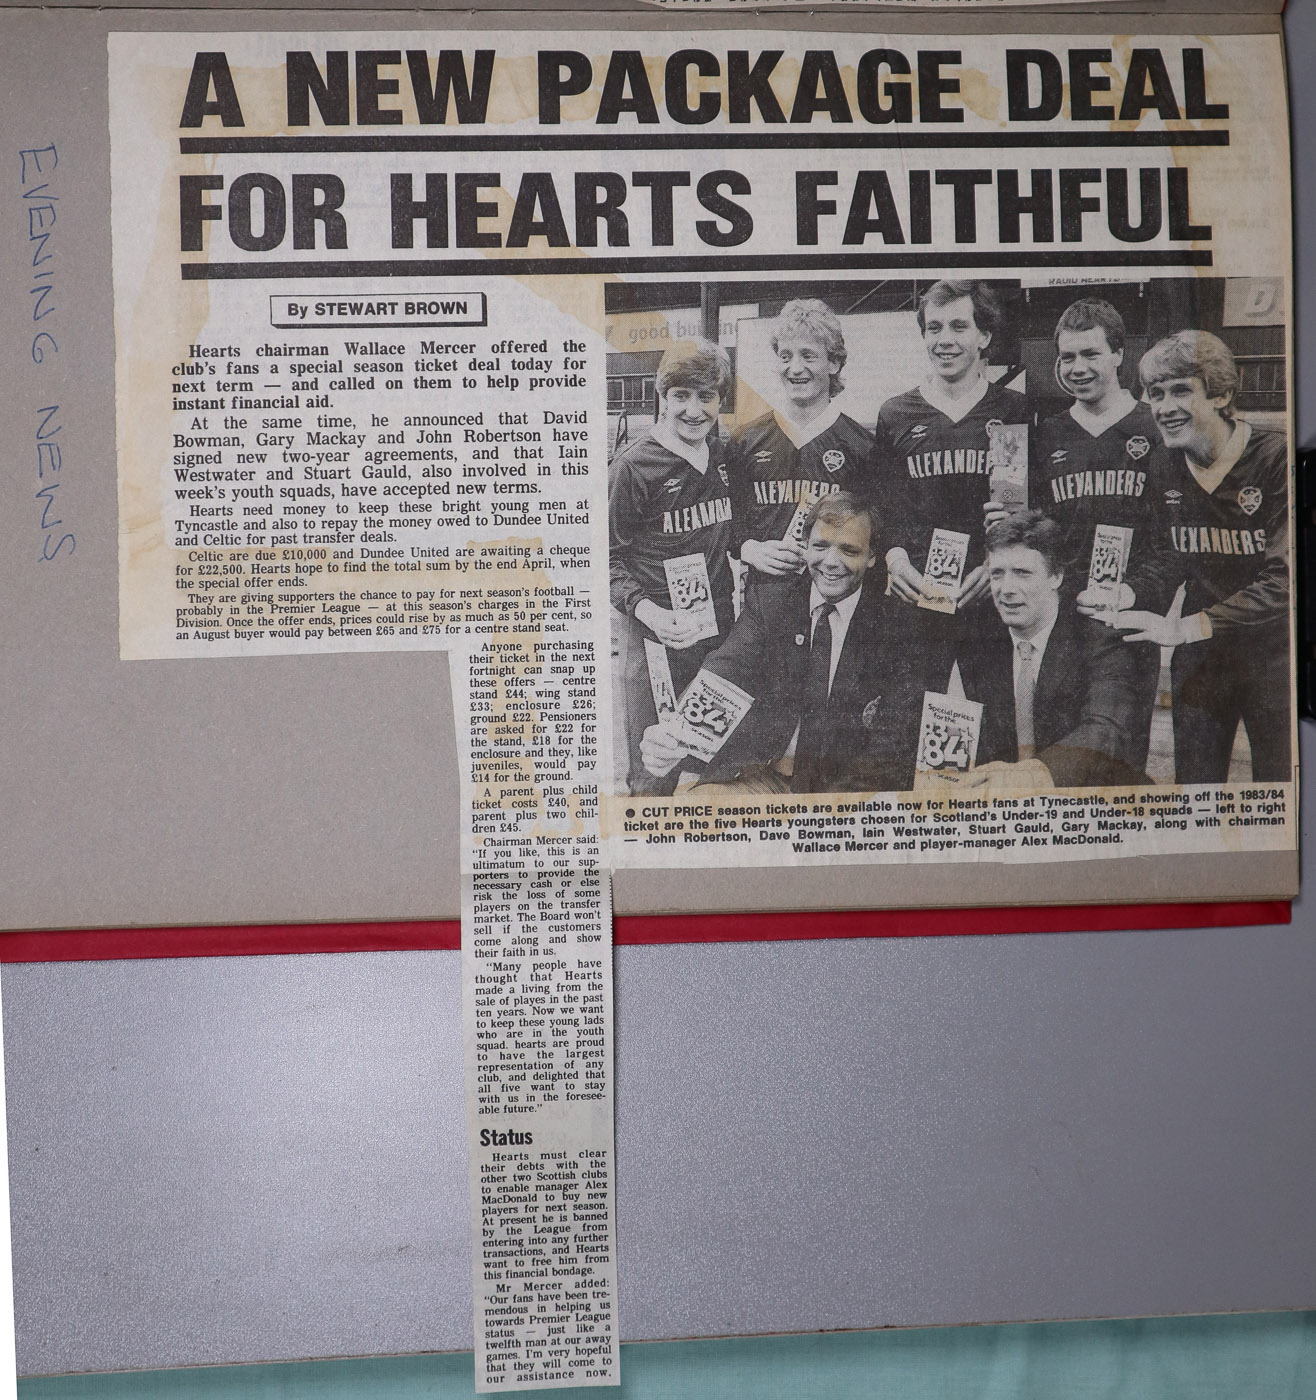 EVENING NEWS
A NEW PACKAGE DEAL
FOR HEARTS FAITHFUL
By STEWART BROWN
Hearts chairman Wallace Mercer offered the
club's fans a special season ticket deal today for
next term — and called on them to help provide
instant financial aid.
At the same time, he announced that David
Bowman, Gary Mackay and John Robertson have
signed new two-year agreements, and that Iain
Westwater and Stuart Gauld, also involved in this
week's youth squads, have accepted new terms.
Hearts need money to keep these bright young men at
Tyncastle and also to repay the money owed to Dundee United
and Celtic for past transfer deals.
Celtic are due £10,000 and Dundee United are awaiting a cheque
for £22,500. Hearts hope to find the total sum by the end April, when
the special offer ends.
They are giving supporters the chance to pay for next season's football —
probably in the Premier League — at this season's charges in the First
Division. Once the offer ends, prices could rise by as much as 50 per cent, so
an August buyer would pay between £65 and £75 for a centre stand seat.
Anyone purchasing
their ticket in the next
fortnight can snap up
these offers — centre
stand £44; wing stand
£33; enclosure £26;
ground £22. Pensioners
are asked for £22 for
the stand, £18 for the
enclosure and they, like
juveniles, would pay
£14 for the ground.
A parent plus child
ticket costs £40, and
parent plus two chil-
dren £45.
Chairman Mercer said:
"If you like, this is an
ultimatum to our sup-
porters to provide the
necessary cash or else
risk the loss of some
players on the transfer
market. The Board won't
sell if the customers
come along and show
their faith in us.
"Many people have
thought that Hearts
made a living from the
sale of playes in the past
ten years. Now we want
to keep these young lads
who are in the youth
squad. hearts are proud
to have the largest
representation of any
club, and delighted that
all five want to stay
with us in the foresee-
able future."
Status
Hearts must clear
their debts with the
other two Scottish clubs
to enable manager Alex
MacDonald to buy new
players for next season.
At present he is banned
by the League from
entering into any further
transactions, and Hearts
want to free him from
this financial bondage.
Mr Mercer added:
"Our fans have been tre-
mendous in helping us
towards Premier League
status — just like a
twelfth man at our away
games. I'm very hopeful
that they will come to
our assistance now.
RADIO HEARTS
good
D
ALEXAN
ALEXANDERS
ALEXANDER
ALEXANDERS
LEXANDERS
84
84
84
Special prices
for the
83
84
season
Special prices
for the
83
84
season
● CUT PRICE season tickets are available now for Hearts fans at Tynecastle, and showing off the 1983/84
ticket are the five Hearts youngsters chosen for Scotland's Under-19 and Under-18 squads — left to right
— John Robertson, Dave Bowman, Iain Westwater, Stuart Gauld, Gary Mackay, along with chairman
Wallace Mercer and player-manager Alex MacDonald.